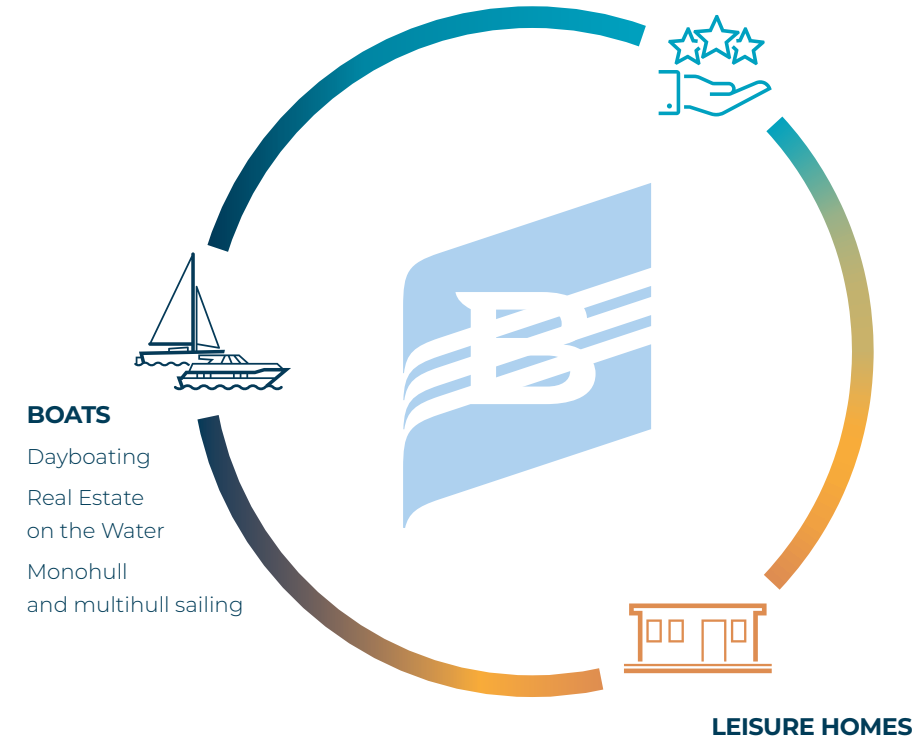 B
BOATS
Dayboating
Real Estate
on the Water
Monohull
and multihull sailing
LEISURE HOMES